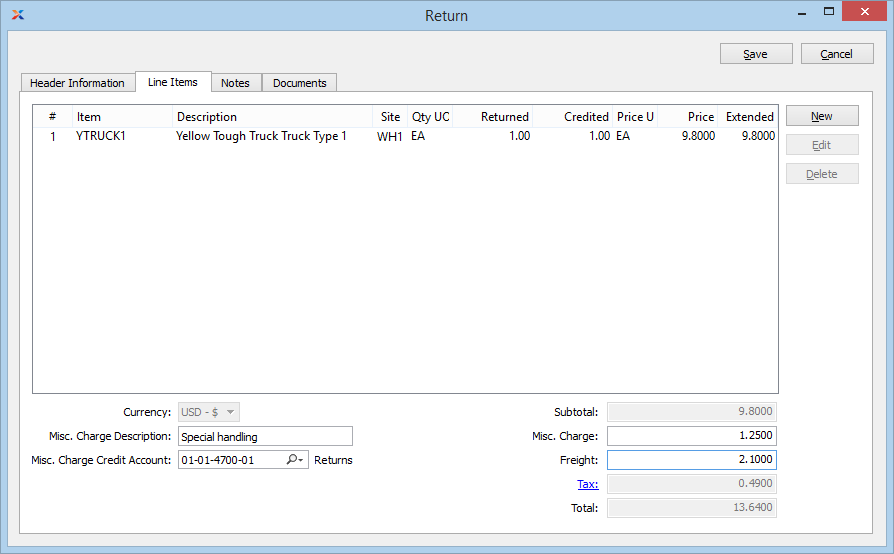 Return
Save Cancel
Header Information Line Items Notes Documents
# Item Description Site Qty UC Returned Credited Price U Price Extended
1 YTRUCK1 Yellow Tough Truck Truck Type 1 WH1 EA 1.00 1.00 EA 9.8000 9.8000
New
Edit
Delete
Currency: USD - $ Subtotal: 9.8000
Misc. Charge Description: Special handling Misc. Charge: 1.2500
Misc. Charge Credit Account: 01-01-4700-01 Returns Freight: 2.1000
Tax: 0.4900
Total: 13.6400